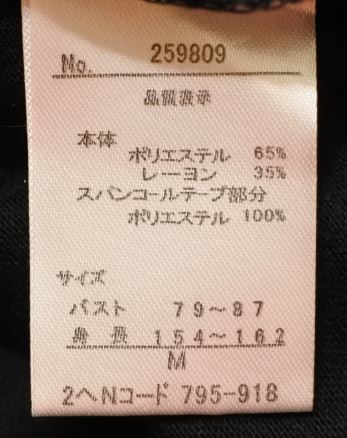 No. 259809
品質表示
本体
ポリエステル 65%
レーヨン 35%
スパンコールテープ部分
ポリエステル 100%
サイズ
バスト 79~87
身長 154~162
M
2ヘNコード 795-918